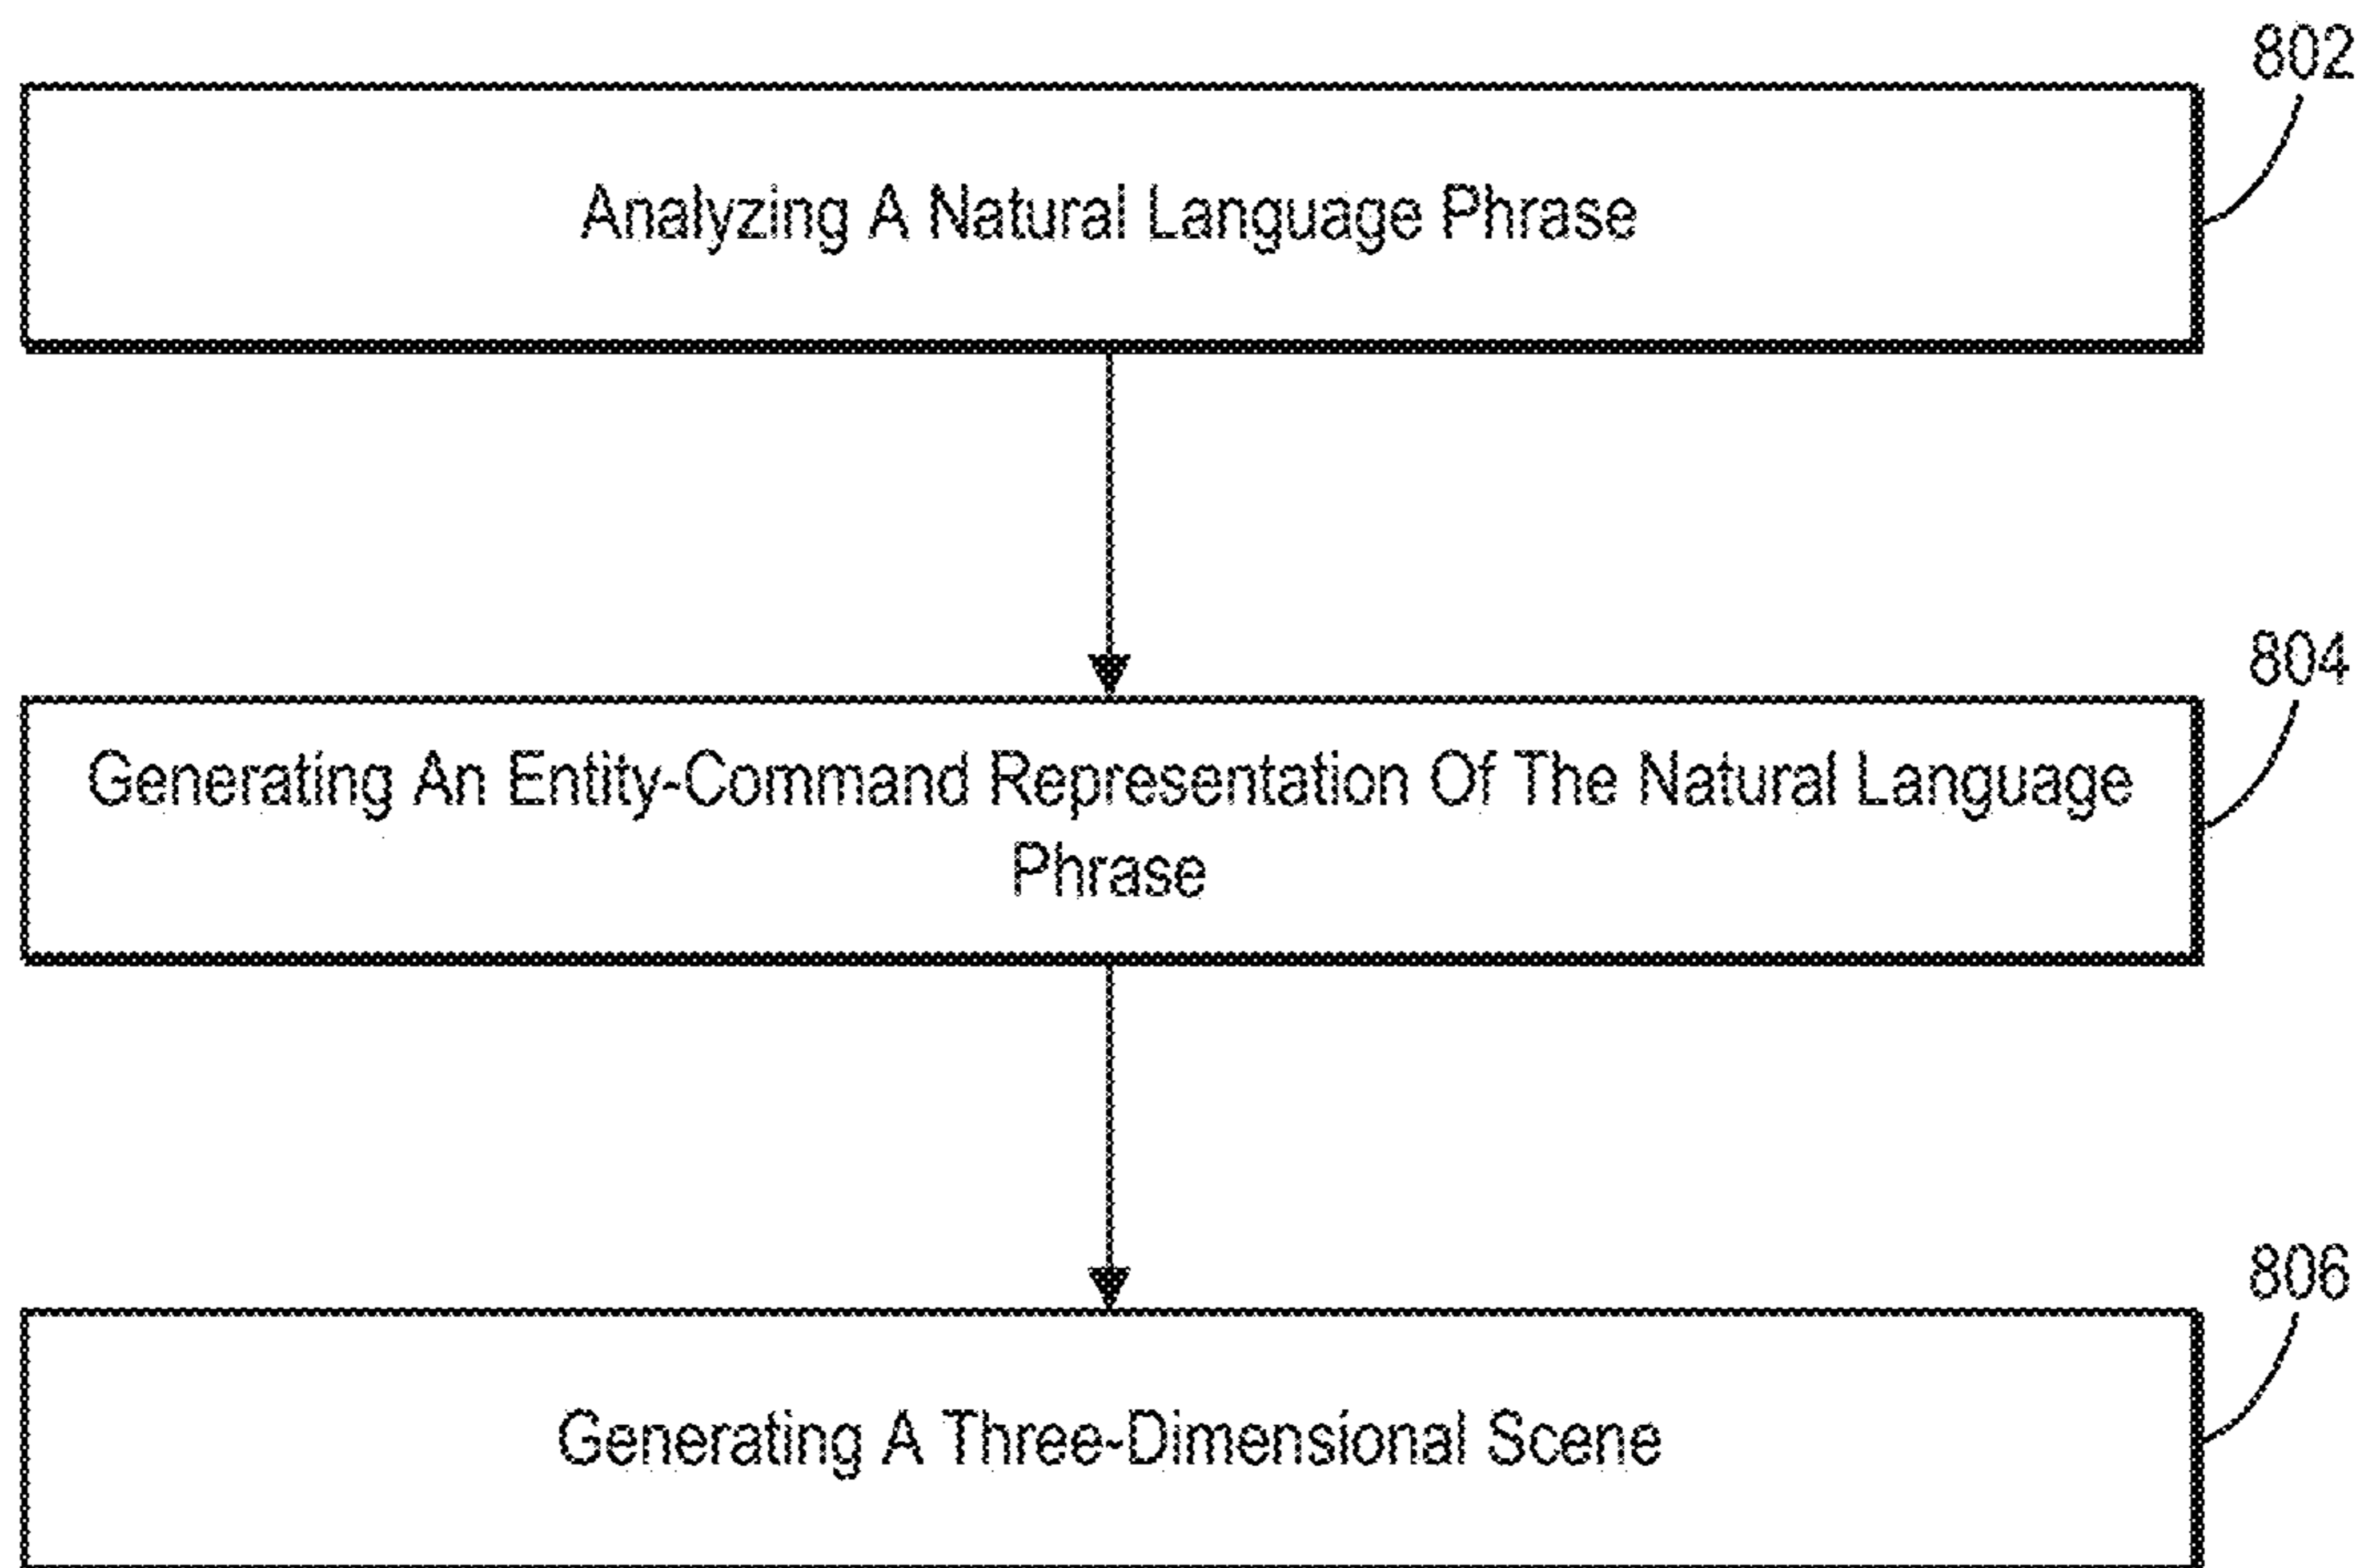 802
Analyzing A Natural Language Phrase
804
Generating An Entity-Command Representation Of The Natural Language
Phrase
806
Generating A Three-Dimensional Scene